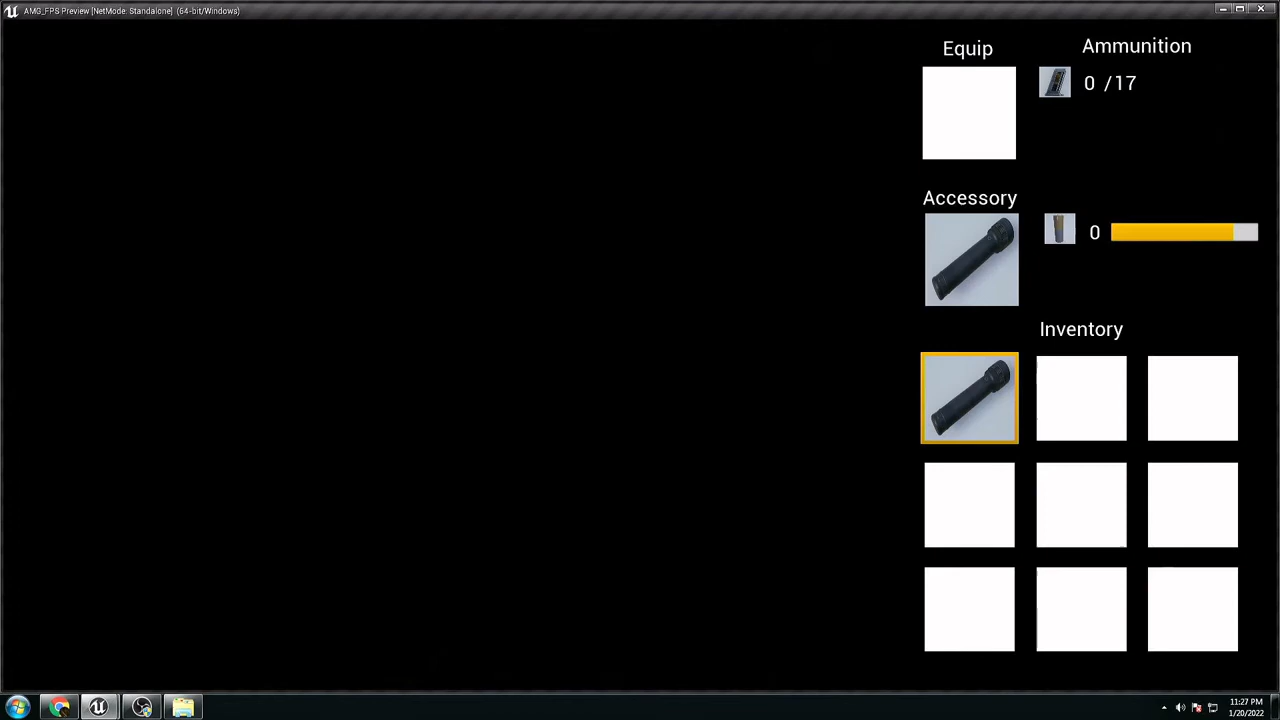 AMG_FPS Preview [NetMode: Standalone] (64-bit/Windows)
Equip
Ammunition
0 /17
Accessory
0
Inventory
11:27 PM
1/20/2022